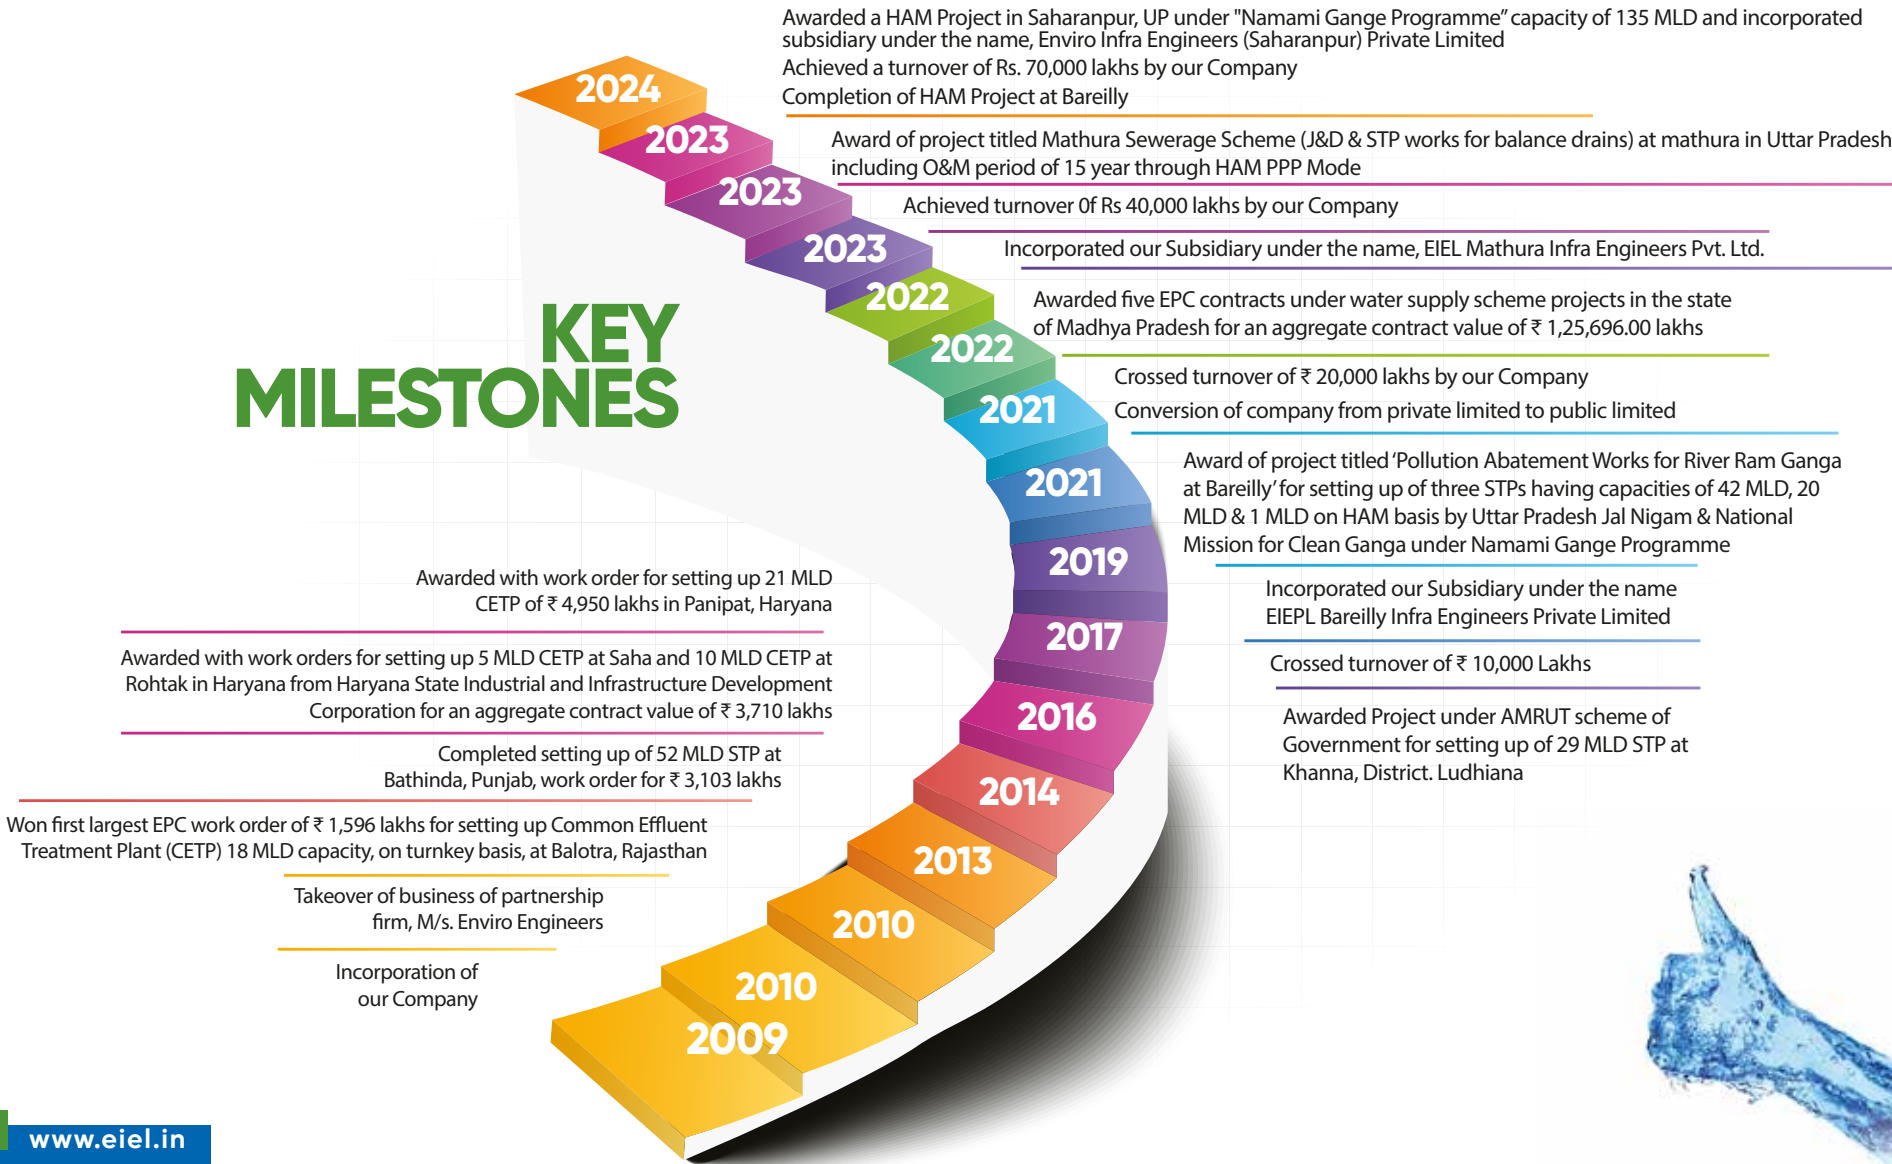 Awarded a HAM Project in Saharanpur, UP under "Namami Gange Programme” capacity of 135 MLD and incorporated
subsidiary under the name, Enviro Infra Engineers (Saharanpur) Private Limited
Achieved a turnover of Rs. 70,000 lakhs by our Company
Completion of HAM Project at Bareilly
2024
Award of project titled Mathura Sewerage Scheme (J&D & STP works for balance drains) at mathura in Uttar Pradesh
including O&M period of 15 year through HAM PPP Mode
2023
Achieved turnover 0f Rs 40,000 lakhs by our Company
2023
Incorporated our Subsidiary under the name, EIEL Mathura Infra Engineers Pvt. Ltd.
2023
Awarded five EPC contracts under water supply scheme projects in the state
of Madhya Pradesh for an aggregate contract value of ₹ 1,25,696.00 lakhs
2022
KEY
MILESTONES
Crossed turnover of ₹ 20,000 lakhs by our Company
Conversion of company from private limited to public limited
2022
2021
Award of project titled ‘Pollution Abatement Works for River Ram Ganga
at Bareilly’ for setting up of three STPs having capacities of 42 MLD, 20
MLD & 1 MLD on HAM basis by Uttar Pradesh Jal Nigam & National
Mission for Clean Ganga under Namami Gange Programme
2021
Incorporated our Subsidiary under the name
EIEPL Bareilly Infra Engineers Private Limited
2019
Crossed turnover of ₹ 10,000 Lakhs
2017
Awarded Project under AMRUT scheme of
Government for setting up of 29 MLD STP at
Khanna, District. Ludhiana
Awarded with work order for setting up 21 MLD
CETP of ₹ 4,950 lakhs in Panipat, Haryana
2016
Awarded with work orders for setting up 5 MLD CETP at Saha and 10 MLD CETP at
Rohtak in Haryana from Haryana State Industrial and Infrastructure Development
Corporation for an aggregate contract value of ₹ 3,710 lakhs
2014
Completed setting up of 52 MLD STP at
Bathinda, Punjab, work order for ₹ 3,103 lakhs
2013
Won first largest EPC work order of ₹ 1,596 lakhs for setting up Common Effluent
Treatment Plant (CETP) 18 MLD capacity, on turnkey basis, at Balotra, Rajasthan
2010
Takeover of business of partnership
firm, M/s. Enviro Engineers
2010
Incorporation of
our Company
2009
www.eiel.in